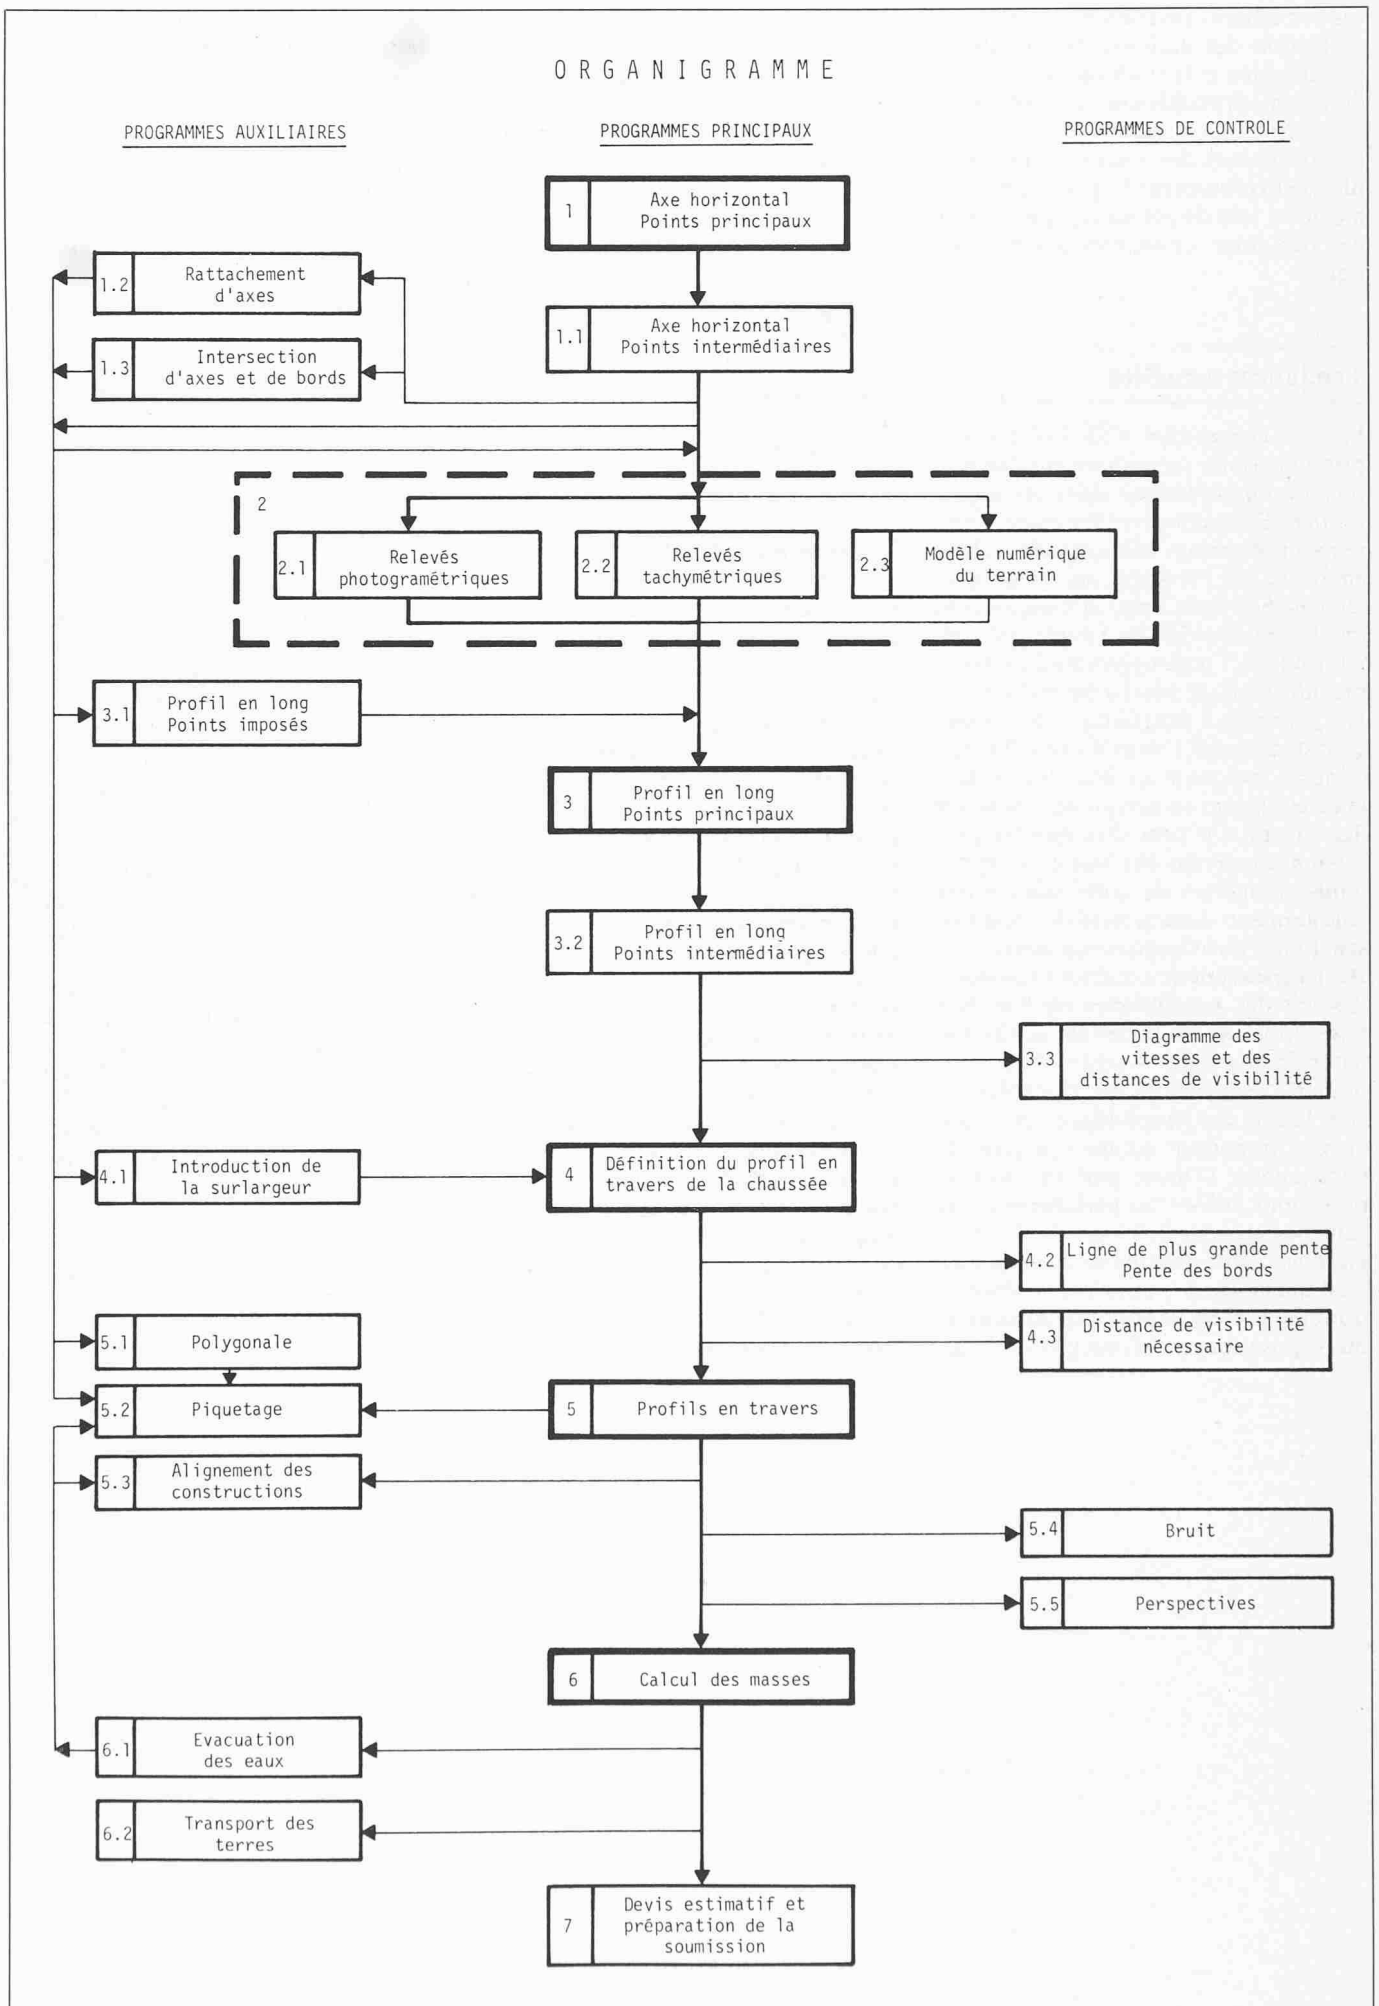 ORGANIGRAMME
PROGRAMMES AUXILIAIRES
PROGRAMMES PRINCIPAUX
PROGRAMMES DE CONTROLE
1
Axe horizontal
Points principaux
1.2
Rattachement
d'axes
1.1
Axe horizontal
Points intermédiaires
1.3
Intersection
d'axes et de bords
2
2.1
Relevés
photogramétriques
2.2
Relevés
tachymétriques
2.3
Modèle numérique
du terrain
3.1
Profil en long
Points imposés
3
Profil en long
Points principaux
3.2
Profil en long
Points intermédiaires
3.3
Diagramme des
vitesses et des
distances de visibilité
4.1
Introduction de
la surlargeur
4
Définition du profil en
travers de la chaussée
4.2
Ligne de plus grande pente
Pente des bords
5.1
Polygonale
4.3
Distance de visibilité
nécessaire
5.2
Piquetage
5
Profils en travers
5.3
Alignement des
constructions
5.4
Bruit
5.5
Perspectives
6
Calcul des masses
6.1
Evacuation
des eaux
6.2
Transport des
terres
7
Devis estimatif et
préparation de la
soumission